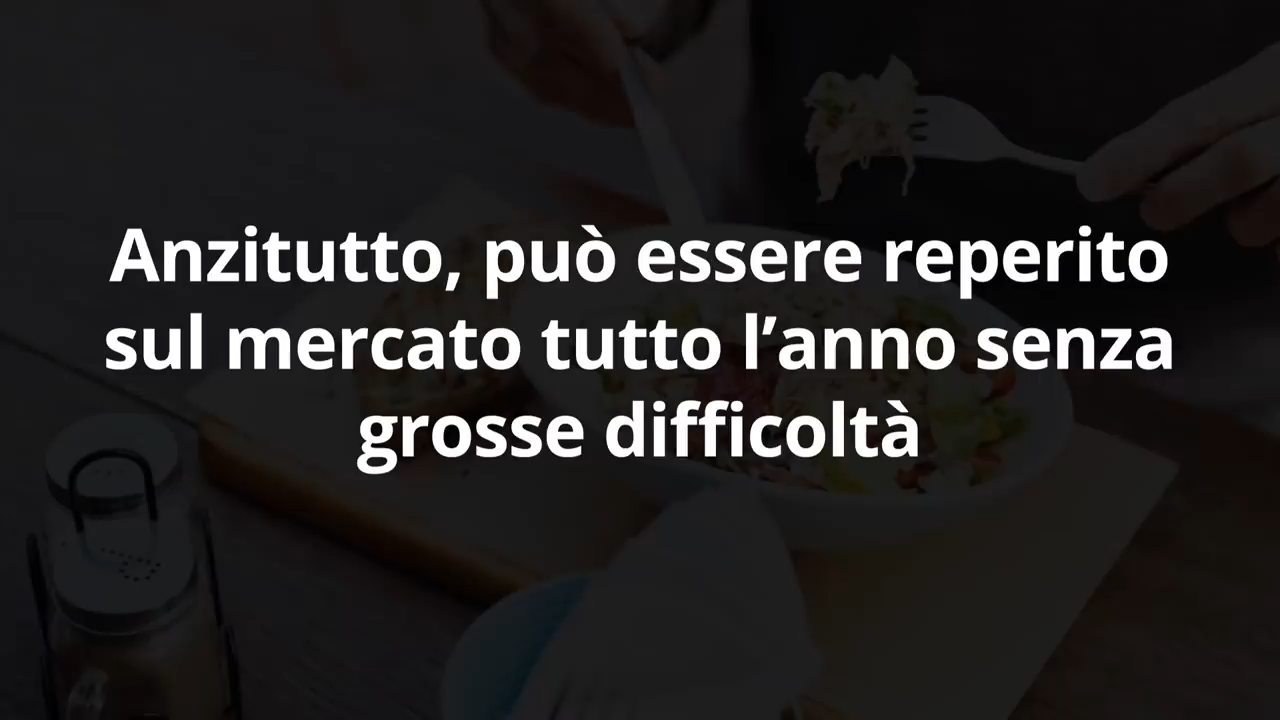 Anzitutto, può essere reperito
sul mercato tutto l’anno senza
grosse difficoltà